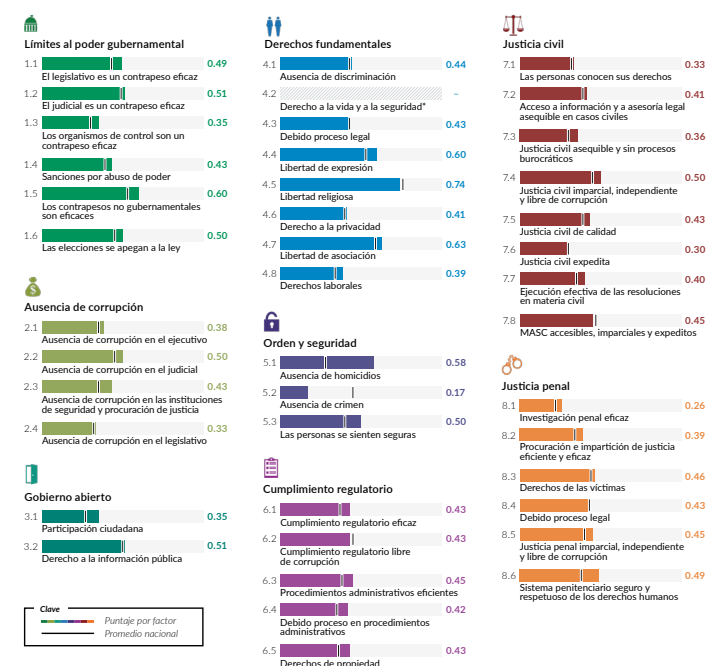 Límites al poder gubernamental
1.1 0.49
El legislativo es un contrapeso eficaz
1.2 0.51
El judicial es un contrapeso eficaz
1.3 0.35
Los organismos de control son un
contrapeso eficaz
1.4 0.43
Sanciones por abuso de poder
1.5 0.60
Los contrapesos no gubernamentales
son eficaces
1.6 0.50
Las elecciones se apegan a la ley
Ausencia de corrupción
2.1 0.38
Ausencia de corrupción en el ejecutivo
2.2 0.50
Ausencia de corrupción en el judicial
2.3 0.43
Ausencia de corrupción en las instituciones
de seguridad y procuración de justicia
2.4 0.33
Ausencia de corrupción en el legislativo
Gobierno abierto
3.1 0.35
Participación ciudadana
3.2 0.51
Derecho a la información pública
Clave
Puntaje por factor
Promedio nacional
Derechos fundamentales
4.1 0.44
Ausencia de discriminación
4.2 –
Derecho a la vida y a la seguridad*
4.3 0.43
Debido proceso legal
4.4 0.60
Libertad de expresión
4.5 0.74
Libertad religiosa
4.6 0.41
Derecho a la privacidad
4.7 0.63
Libertad de asociación
4.8 0.39
Derechos laborales
Orden y seguridad
5.1 0.58
Ausencia de homicidios
5.2 0.17
Ausencia de crimen
5.3 0.50
Las personas se sienten seguras
Cumplimiento regulatorio
6.1 0.43
Cumplimiento regulatorio eficaz
6.2 0.43
Cumplimiento regulatorio libre
de corrupción
6.3 0.45
Procedimientos administrativos eficientes
6.4 0.42
Debido proceso en procedimientos
administrativos
6.5 0.43
Derechos de propiedad
Justicia civil
7.1 0.33
Las personas conocen sus derechos
7.2 0.41
Acceso a información y a asesoría legal
asequible en casos civiles
7.3 0.36
Justicia civil asequible y sin procesos
burocráticos
7.4 0.50
Justicia civil imparcial, independiente
y libre de corrupción
7.5 0.43
Justicia civil de calidad
7.6 0.30
Justicia civil expedita
7.7 0.40
Ejecución efectiva de las resoluciones
en materia civil
7.8 0.45
MASC accesibles, imparciales y expeditos
Justicia penal
8.1 0.26
Investigación penal eficaz
8.2 0.39
Procuración e impartición de justicia
eficiente y eficaz
8.3 0.46
Derechos de las víctimas
8.4 0.43
Debido proceso legal
8.5 0.45
Justicia penal imparcial, independiente
y libre de corrupción
8.6 0.49
Sistema penitenciario seguro y
respetuoso de los derechos humanos